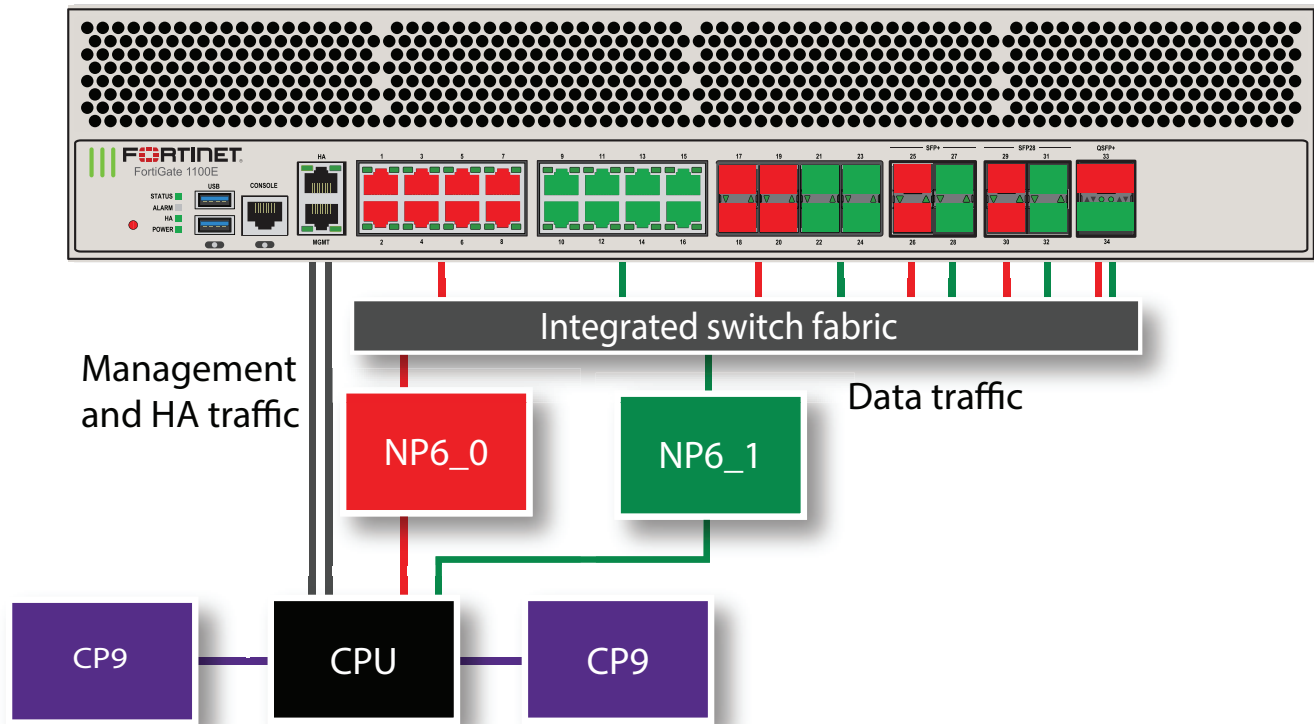 FORTINET
FortiGate 1100E
STATUS
ALARM
HA
POWER
USB
CONSOLE
HA
MGMT
1 3 5 7
2 4 6 8
9 11 13 15
10 12 14 16
17 19 21 23
18 20 22 24
SFP+
25 27
26 28
SFP28
29 31
30 32
QSFP+
33
34
Integrated switch fabric
Management
and HA traffic
Data traffic
NP6_0
NP6_1
CP9
CPU
CP9